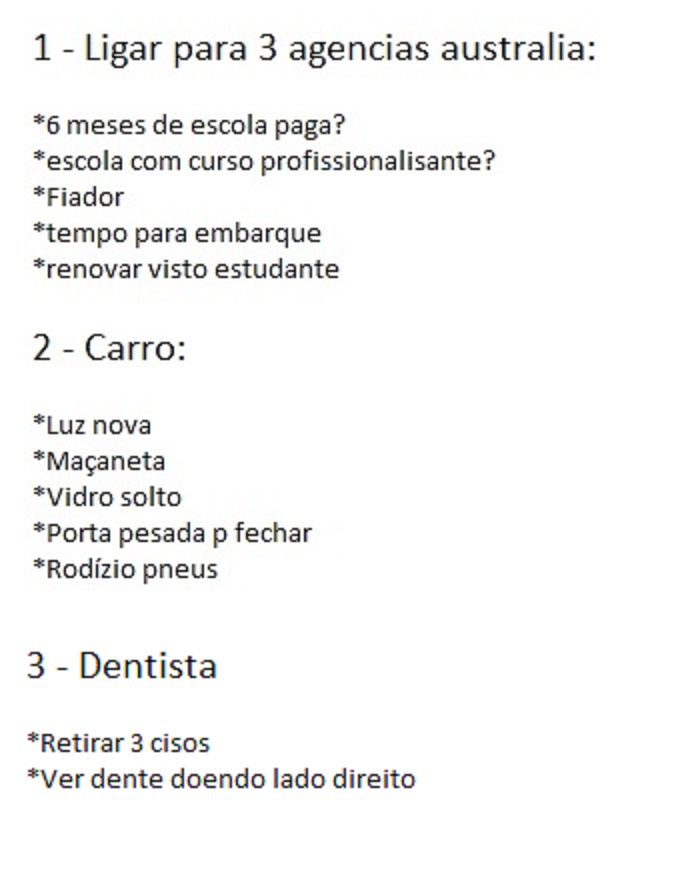 1 - Ligar para 3 agencias australia:
*6 meses de escola paga?
*escola com curso profissionalisante?
*Fiador
*tempo para embarque
*renovar visto estudante
2 - Carro:
*Luz nova
*Maçaneta
*Vidro solto
*Porta pesada p fechar
*Rodízio pneus
3 - Dentista
*Retirar 3 cisos
*Ver dente doendo lado direito